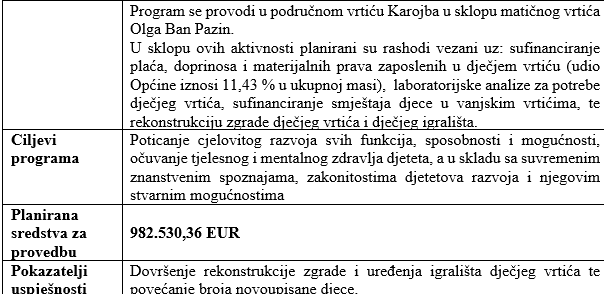 Program se provodi u područnom vrtiću Karojba u sklopu matičnog vrtića
Olga Ban Pazin.
U sklopu ovih aktivnosti planirani su rashodi vezani uz: sufinanciranje
plaća, doprinosa i materijalnih prava zaposlenih u dječjem vrtiću (udio
Općine iznosi 11,43 % u ukupnoj masi), laboratorijske analize za potrebe
dječjeg vrtića, sufinanciranje smještaja djece u vanjskim vrtićima, te
rekonstrukciju zgrade dječjeg vrtića i dječjeg igrališta.
Ciljevi
programa
Poticanje cjelovitog razvoja svih funkcija, sposobnosti i mogućnosti,
očuvanje tjelesnog i mentalnog zdravlja djeteta, a u skladu sa suvremenim
znanstvenim spoznajama, zakonitostima djetetova razvoja i njegovim
stvarnim mogućnostima
Planirana
sredstva za
provedbu
982.530,36 EUR
Pokazatelji
uspješnosti
Dovršenje rekonstrukcije zgrade i uređenja igrališta dječjeg vrtića te
povećanje broja novoupisane djece.